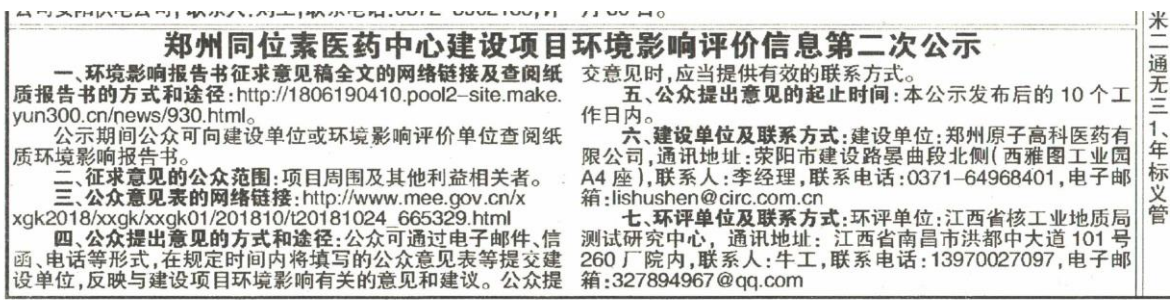 郑州同位素医药中心建设项目环境影响评价信息第二次公示
一、环境影响报告书征求意见稿全文的网络链接及查阅纸
质报告书的方式和途径:http://1806190410.pool2-site.make.
yun300.cn/news/930.html。
公示期间公众可向建设单位或环境影响评价单位查阅纸
质环境影响报告书。
二、征求意见的公众范围:项目周围及其他利益相关者。
三、公众意见表的网络链接:http://www.mee.gov.cn/x
xgk2018/xxgk/xxgk01/201810/t20181024_665329.html
四、公众提出意见的方式和途径:公众可通过电子邮件、信
函、电话等形式,在规定时间内将填写的公众意见表等提交建
设单位,反映与建设项目环境影响有关的意见和建议。公众提
交意见时,应当提供有效的联系方式。
五、公众提出意见的起止时间:本公示发布后的 10 个工
作日内。
六、建设单位及联系方式:建设单位:郑州原子高科医药有
限公司,通讯地址:荥阳市建设路晏曲段北侧(西雅图工业园
A4 座),联系人:李经理,联系电话:0371-64968401,电子邮
箱:lishushen@circ.com.cn
七、环评单位及联系方式:环评单位:江西省核工业地质局
测试研究中心, 通讯地址: 江西省南昌市洪都中大道 101 号
260 厂院内,联系人:牛工,联系电话:13970027097,电子邮
箱:327894967@qq.com
米
二
通
无
三
1、
年
标
义
管